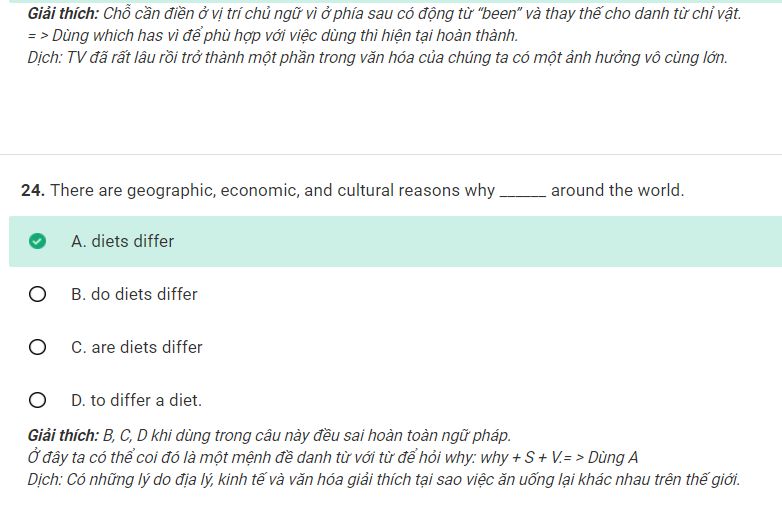 Giải thích: Chỗ cần điền ở vị trí chủ ngữ vì ở phía sau có động từ “been” và thay thế cho danh từ chỉ vật.
= > Dùng which has vì để phù hợp với việc dùng thì hiện tại hoàn thành.
Dịch: TV đã rất lâu rồi trở thành một phần trong văn hóa của chúng ta có một ảnh hưởng vô cùng lớn.
24. There are geographic, economic, and cultural reasons why ______ around the world.
A. diets differ
B. do diets differ
C. are diets differ
D. to differ a diet.
Giải thích: B, C, D khi dùng trong câu này đều sai hoàn toàn ngữ pháp.
Ở đây ta có thể coi đó là một mệnh đề danh từ với từ để hỏi why: why + S + V.= > Dùng A
Dịch: Có những lý do địa lý, kinh tế và văn hóa giải thích tại sao việc ăn uống lại khác nhau trên thế giới.